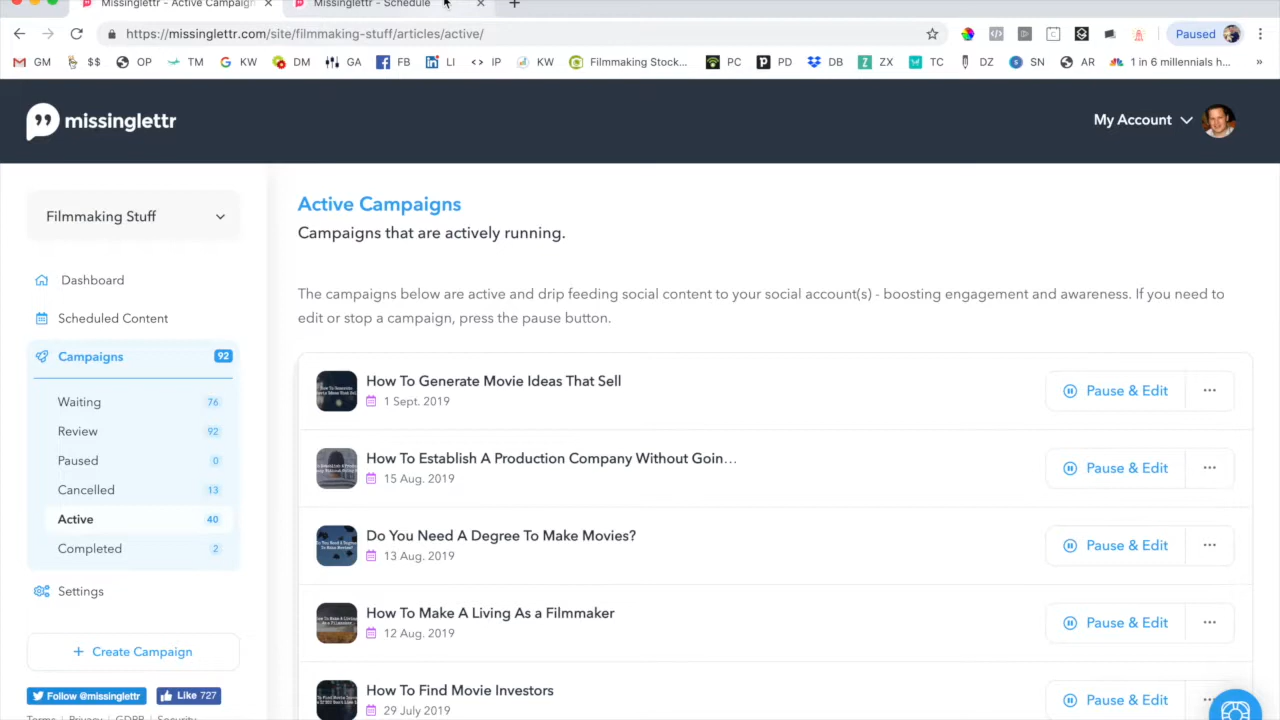 Missinglettr - Active Campaign
Missinglettr - Schedule
https://missinglettr.com/site/filmmaking-stuff/articles/active/
Paused
GM $$ OP TM KW GA DM FB LI IP KW Filmmaking Stock... PC PD DB ZX TC DZ SN AR 1 in 6 millennials h... »
missinglettr
My Account
Filmmaking Stuff
Dashboard
Scheduled Content
Campaigns 92
Waiting 76
Review 92
Paused 0
Cancelled 13
Active 40
Completed 2
Settings
+ Create Campaign
Follow @missinglettr
Like 727
Terms | Privacy | GDPR | Security
Active Campaigns
Campaigns that are actively running.
The campaigns below are active and drip feeding social content to your social account(s) - boosting engagement and awareness. If you need to
edit or stop a campaign, press the pause button.
How To Generate Movie Ideas That Sell
1 Sept. 2019
Pause & Edit
How To Establish A Production Company Without Goin...
15 Aug. 2019
Pause & Edit
Do You Need A Degree To Make Movies?
13 Aug. 2019
Pause & Edit
How To Make A Living As a Filmmaker
12 Aug. 2019
Pause & Edit
How To Find Movie Investors
29 July 2019
Pause & Edit